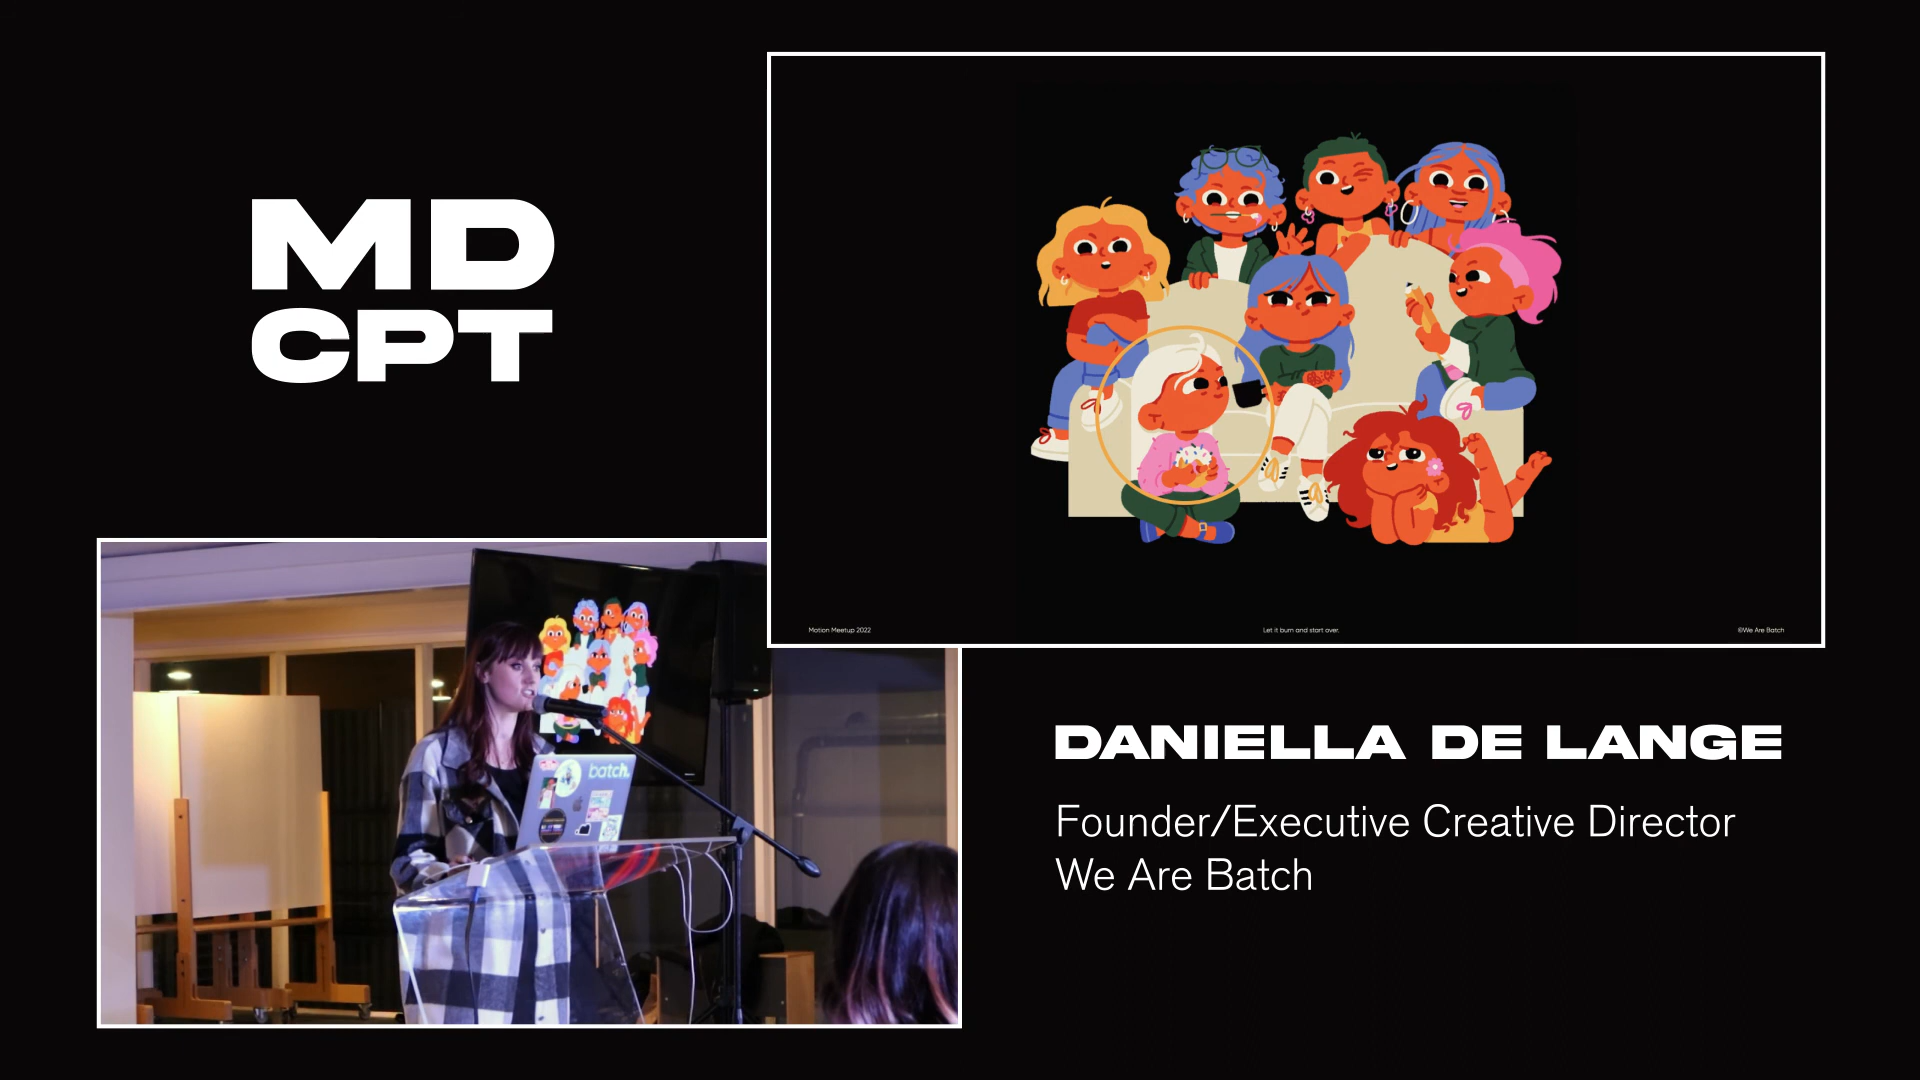 MD
CPT
Motion Meetup 2022
Let it burn and start over.
©We Are Batch
batch.
DANIELLA DE LANGE
Founder/Executive Creative Director
We Are Batch